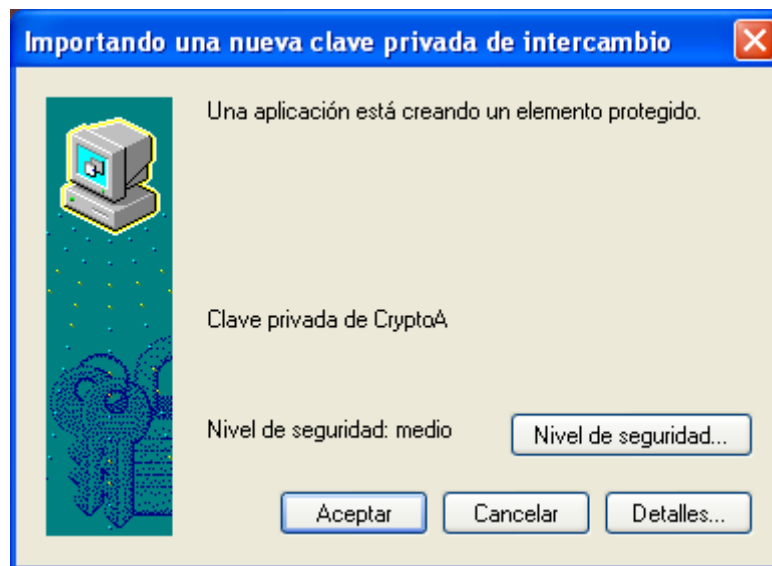 Importando una nueva clave privada de intercambio
Una aplicación está creando un elemento protegido.
Clave privada de CryptoA
Nivel de seguridad: medio
Nivel de seguridad...
Aceptar
Cancelar
Detalles...